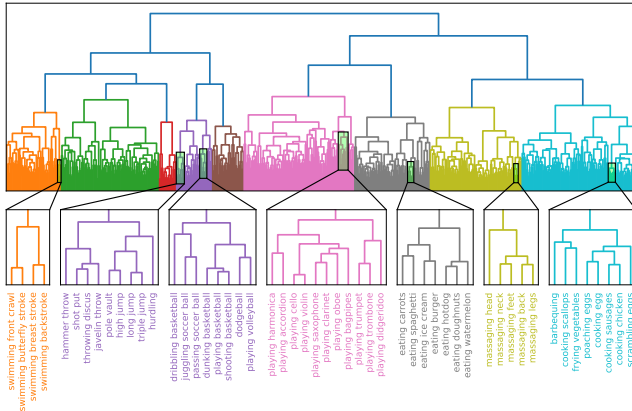 swimming front crawl
swimming butterfly stroke
swimming breast stroke
swimming backstroke
hammer throw
shot put
throwing discus
javelin throw
pole vault
high jump
long jump
triple jump
hurdling
dribbling basketball
juggling soccer ball
passing soccer ball
dunking basketball
playing basketball
shooting basketball
dodgeball
playing volleyball
playing harmonica
playing accordion
playing cello
playing violin
playing saxophone
playing clarinet
playing oboe
playing bagpipes
playing trumpet
playing trombone
playing didgeridoo
eating carrots
eating spaghetti
eating ice cream
eating burger
eating hotdog
eating doughnuts
eating watermelon
massaging head
massaging neck
massaging feet
massaging back
massaging legs
barbequing
cooking scallops
frying vegetables
poaching eggs
cooking egg
cooking sausages
cooking chicken
scrambling eggs